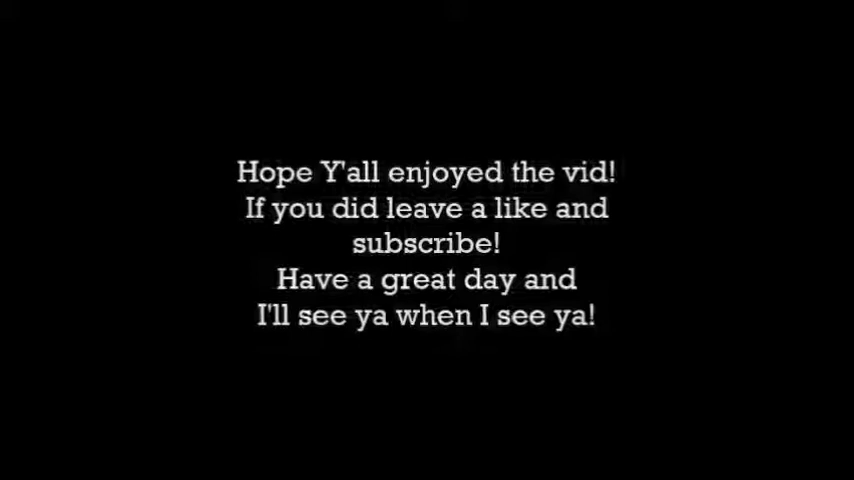 Hope Y'all enjoyed the vid!
If you did leave a like and
subscribe!
Have a great day and
I'll see ya when I see ya!